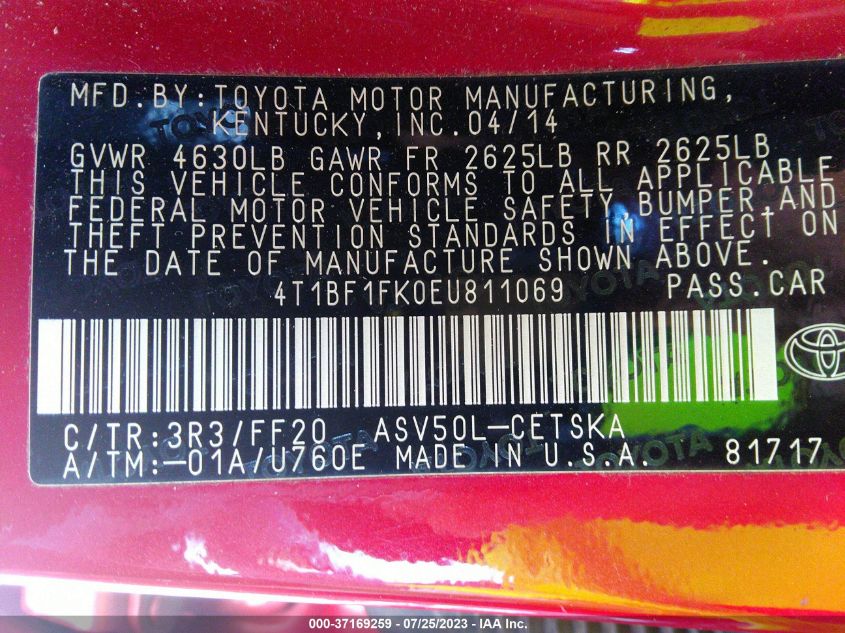 MFD.BY:TOYOTA MOTOR MANUFACTURING,
KENTUCKY,INC.04/14
GVWR 4630LB GAWR FR 2625LB RR 2625LB
THIS VEHICLE CONFORMS TO ALL APPLICABLE
FEDERAL MOTOR VEHICLE SAFETY,BUMPER,AND
THEFT PREVENTION STANDARDS IN EFFECT ON
THE DATE OF MANUFACTURE SHOWN ABOVE.
4T1BF1FK0EU811069 PASS.CAR
C/TR:3R3/FF20 ASV50L-CETSKA
A/TM:-01A/U760E MADE IN U.S.A. 81717
000-37169259 - 07/25/2023 - IAA Inc.